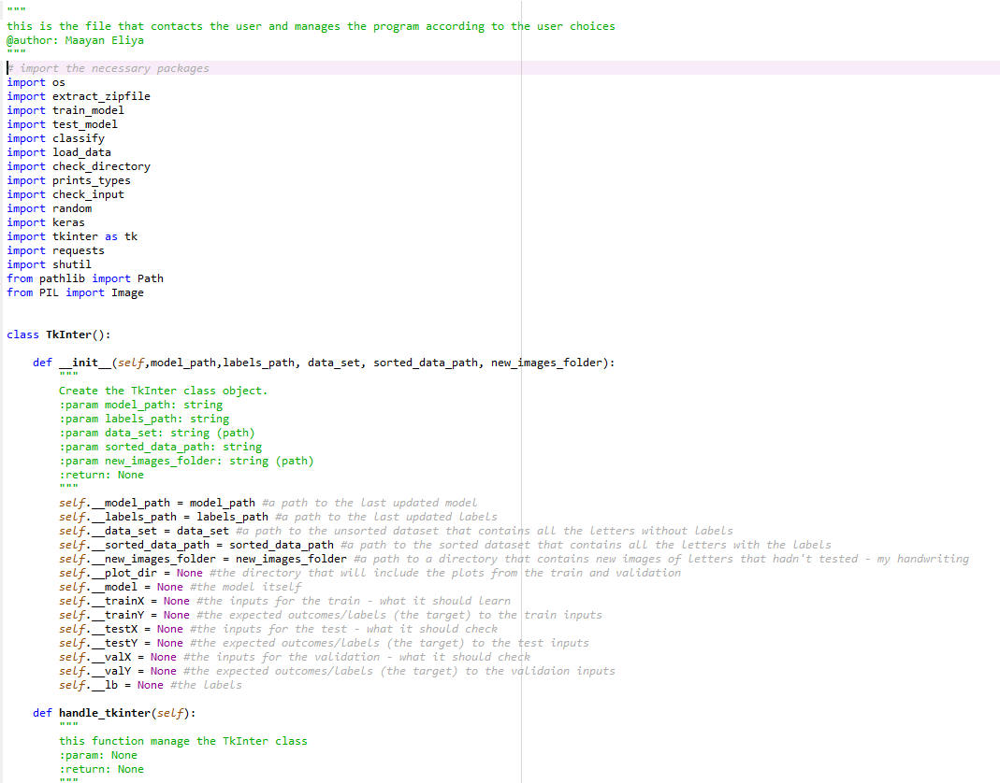 """
this is the file that contacts the user and manages the program according to the user choices
@author: Maayan Eliya
"""
# import the necessary packages
import os
import extract_zipfile
import train_model
import test_model
import classify
import load_data
import check_directory
import prints_types
import check_input
import random
import keras
import tkinter as tk
import requests
import shutil
from pathlib import Path
from PIL import Image
class TkInter():
def __init__(self,model_path,labels_path, data_set, sorted_data_path, new_images_folder):
"""
Create the TkInter class object.
:param model_path: string
:param labels_path: string
:param data_set: string (path)
:param sorted_data_path: string
:param new_images_folder: string (path)
:return: None
"""
self.__model_path = model_path #a path to the last updated model
self.__labels_path = labels_path #a path to the last updated labels
self.__data_set = data_set #a path to the unsorted dataset that contains all the letters without labels
self.__sorted_data_path = sorted_data_path #a path to the sorted dataset that contains all the letters with the labels
self.__new_images_folder = new_images_folder #a path to a directory that contains new images of letters that hadn't tested - my handwriting
self.__plot_dir = None #the directory that will include the plots from the train and validation
self.__model = None #the model itself
self.__trainX = None #the inputs for the train - what it should learn
self.__trainY = None #the expected outcomes/labels (the target) to the train inputs
self.__testX = None #the inputs for the test - what it should check
self.__testY = None #the expected outcomes/labels (the target) to the test inputs
self.__valX = None #the inputs for the validation - what it should check
self.__valY = None #the expected outcomes/labels (the target) to the validaion inputs
self.__lb = None #the labels
def handle_tkinter(self):
"""
this function manage the TkInter class
:param: None
:return: None
"""